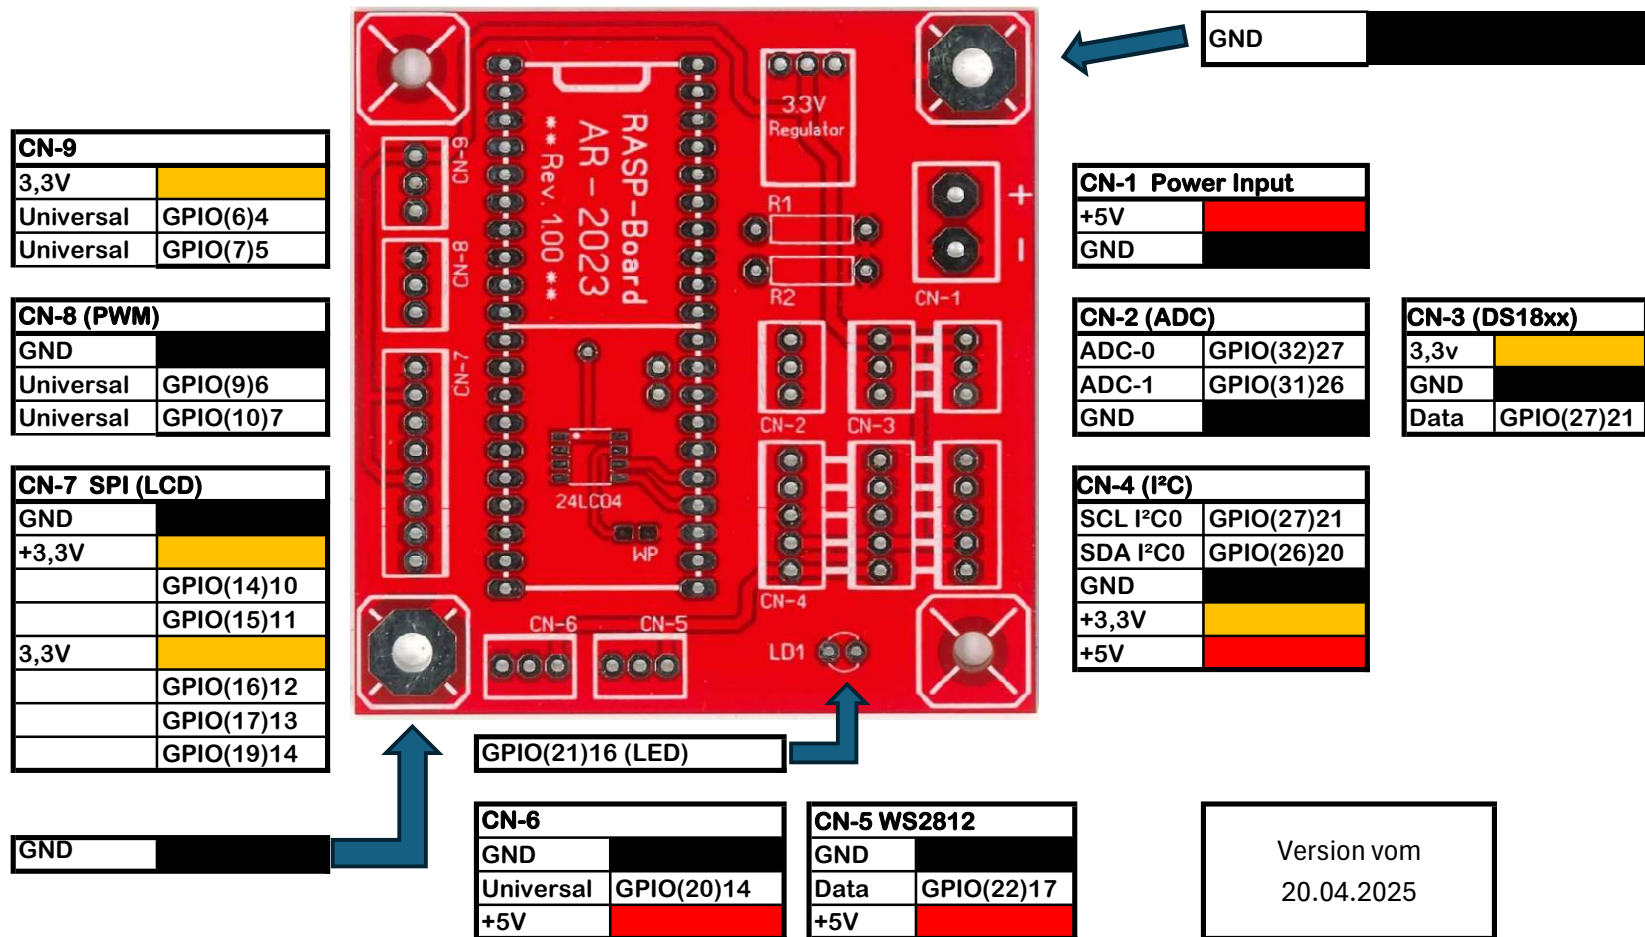 GND
CN-9
3,3V
Universal GPIO(6)4
Universal GPIO(7)5
CN-8 (PWM)
GND
Universal GPIO(9)6
Universal GPIO(10)7
CN-7 SPI (LCD)
GND
+3,3V
GPIO(14)10
GPIO(15)11
3,3V
GPIO(16)12
GPIO(17)13
GPIO(19)14
GND
RASP-Board
AR - 2023
** Rev. 1.00 **
CN-9
CN-8
CN-7
3.3V
Regulator
R1
R2
+
-
CN-1
CN-2
CN-3
24LC04
WP
CN-4
CN-6
CN-5
LD1
CN-1 Power Input
+5V
GND
CN-2 (ADC)
ADC-0 GPIO(32)27
ADC-1 GPIO(31)26
GND
CN-3 (DS18xx)
3,3v
GND
Data GPIO(27)21
CN-4 (I²C)
SCL I²C0 GPIO(27)21
SDA I²C0 GPIO(26)20
GND
+3,3V
+5V
GPIO(21)16 (LED)
CN-6
GND
Universal GPIO(20)14
+5V
CN-5 WS2812
GND
Data GPIO(22)17
+5V
Version vom
20.04.2025